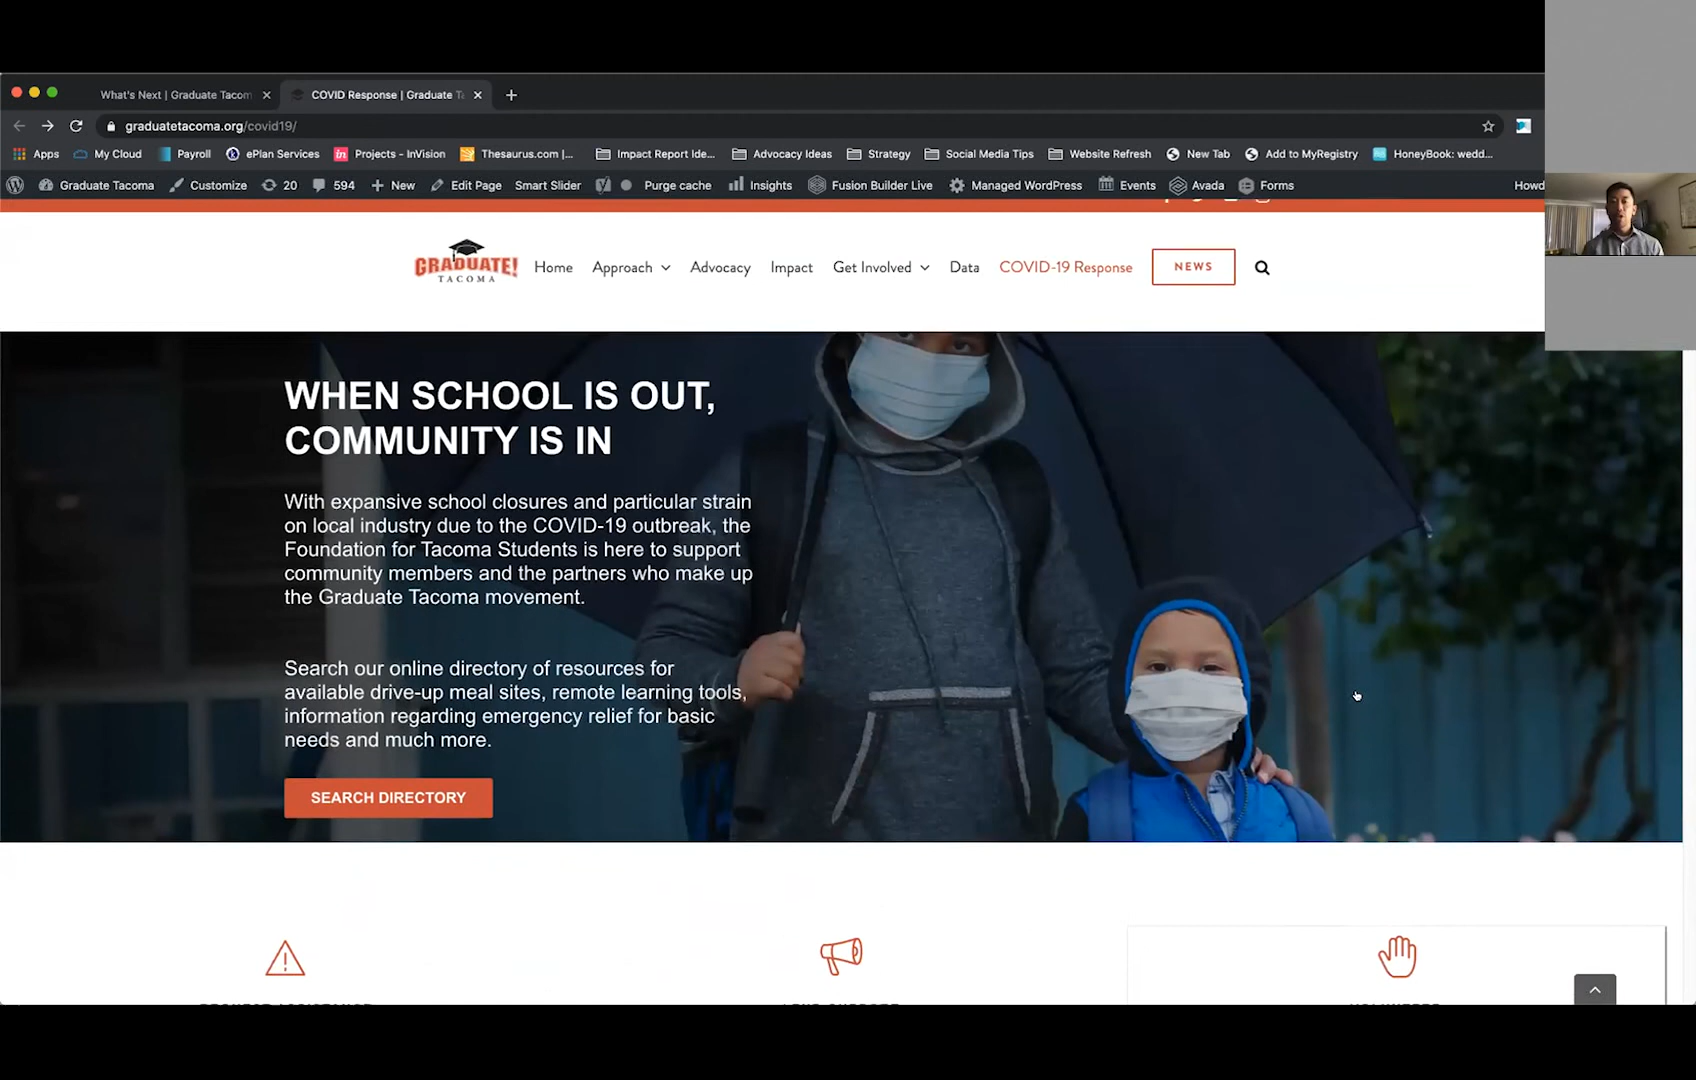 What's Next | Graduate Tacom
COVID Response | Graduate Ta
graduatetacoma.org/covid19/
Apps My Cloud Payroll ePlan Services Projects - InVision Thesaurus.com |... Impact Report Ide... Advocacy Ideas Strategy Social Media Tips Website Refresh New Tab Add to MyRegistry HoneyBook: wedd...
Graduate Tacoma Customize 20 594 New Edit Page Smart Slider Purge cache Insights Fusion Builder Live Managed WordPress Events Avada Forms Howd
GRADUATE!
TACOMA
Home Approach Advocacy Impact Get Involved Data COVID-19 Response NEWS
WHEN SCHOOL IS OUT,
COMMUNITY IS IN
With expansive school closures and particular strain
on local industry due to the COVID-19 outbreak, the
Foundation for Tacoma Students is here to support
community members and the partners who make up
the Graduate Tacoma movement.
Search our online directory of resources for
available drive-up meal sites, remote learning tools,
information regarding emergency relief for basic
needs and much more.
SEARCH DIRECTORY